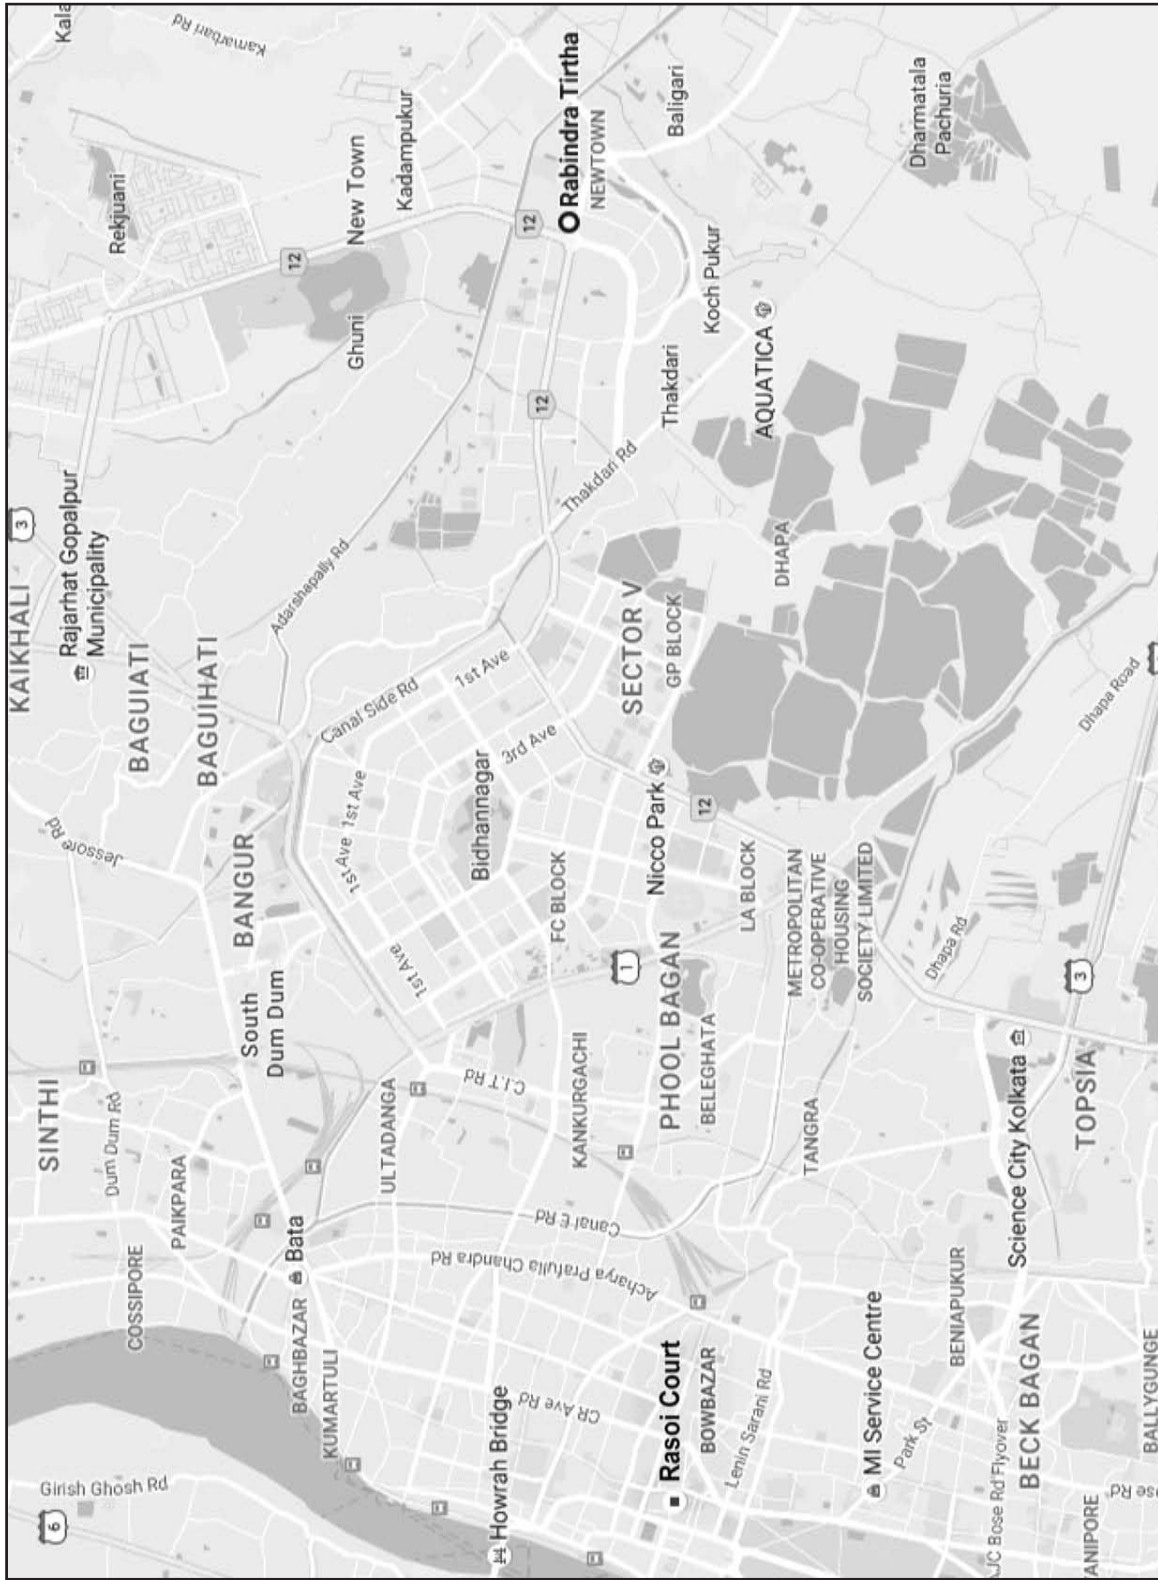 Girish Ghosh Rd
6
COSSIPORE
PAIKPARA
Dum Dum Rd
SINTHI
Jessore Rd
KAIKHALI
3
Rajarhat Gopalpur
Municipality
BAGUIATI
BAGUIHATI
Rekjuani
Kala
Kamarbari Rd
12
New Town
Kadampukur
Ghuni
Adarshapally Rd
BANGUR
South
Dum Dum
BAGHBAZAR
Bata
KUMARTULI
ULTADANGA
Canal Side Rd
1st Ave
1st Ave
1st Ave
1st Ave
3rd Ave
Bidhannagar
C.I.T Rd
Howrah Bridge
CR Ave Rd
Acharya Prafulla Chandra Rd
Canal E Rd
KANKURGACHI
FC BLOCK
1
Thakdari Rd
12
12
Rabindra Tirtha
NEWTOWN
Baligari
Koch Pukur
Thakdari
SECTOR V
GP BLOCK
Nicco Park
12
PHOOL BAGAN
BELEGHATA
LA BLOCK
Rasoi Court
BOWBAZAR
Lenin Sarani Rd
TANGRA
METROPOLITAN
CO-OPERATIVE
HOUSING
SOCIETY LIMITED
DHAPA
AQUATICA
Dharmatala
Pachuria
MI Service Centre
Park St
BENIAPUKUR
Dhapa Rd
Science City Kolkata
AJC Bose Rd Flyover
BECK BAGAN
TOPSIA
3
Dhapa Road
ANIPORE
se Rd
BALLYGUNGE